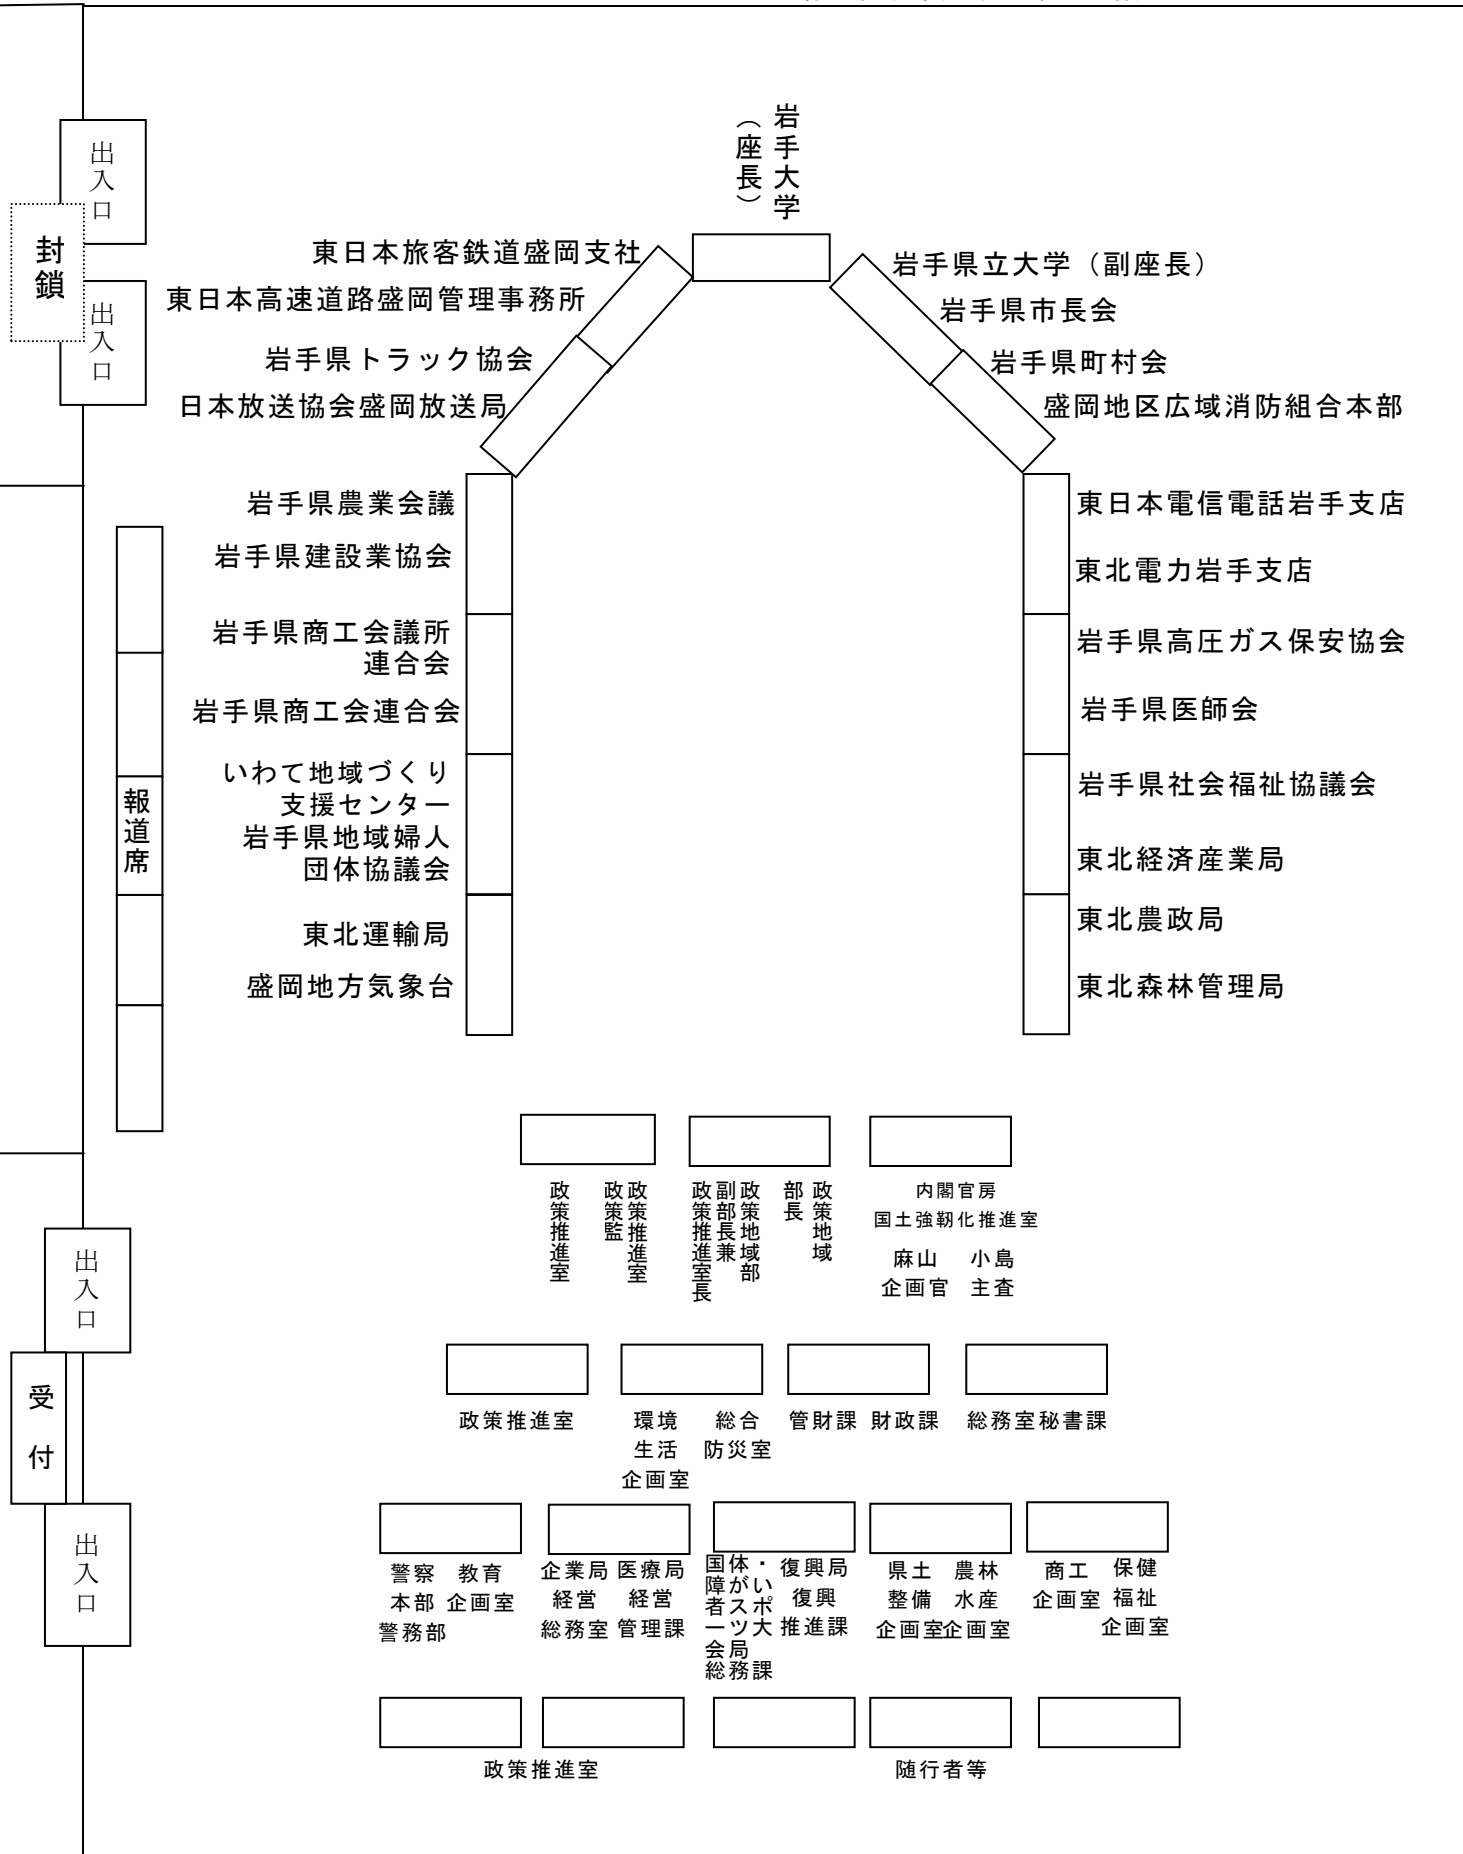 出入口
封鎖
出入口
岩手大学
（座長）
東日本旅客鉄道盛岡支社
東日本高速道路盛岡管理事務所
岩手県トラック協会
日本放送協会盛岡放送局
岩手県立大学（副座長）
岩手県市長会
岩手県町村会
盛岡地区広域消防組合本部
岩手県農業会議
岩手県建設業協会
岩手県商工会議所
連合会
岩手県商工会連合会
いわて地域づくり
支援センター
岩手県地域婦人
団体協議会
東北運輸局
盛岡地方気象台
東日本電信電話岩手支店
東北電力岩手支店
岩手県高圧ガス保安協会
岩手県医師会
岩手県社会福祉協議会
東北経済産業局
東北農政局
東北森林管理局
報道席
政策推進室
政策推進室
政策監
政策地域部
副部長兼
政策推進室長
政策地域
部長
内閣官房
国土強靭化推進室
麻山
企画官
小島
主査
出入口
受付
出入口
政策推進室
環境
生活
企画室
総合
防災室
管財課
財政課
総務室
秘書課
警察
本部
警務部
教育
企画室
企業局
経営
総務室
医療局
経営
管理課
国体・
障がい
者スポ
ーツ大
会局
総務課
復興局
復興
推進課
県土
整備
企画室
農林
水産
企画室
商工
企画室
保健
福祉
企画室
政策推進室
随行者等